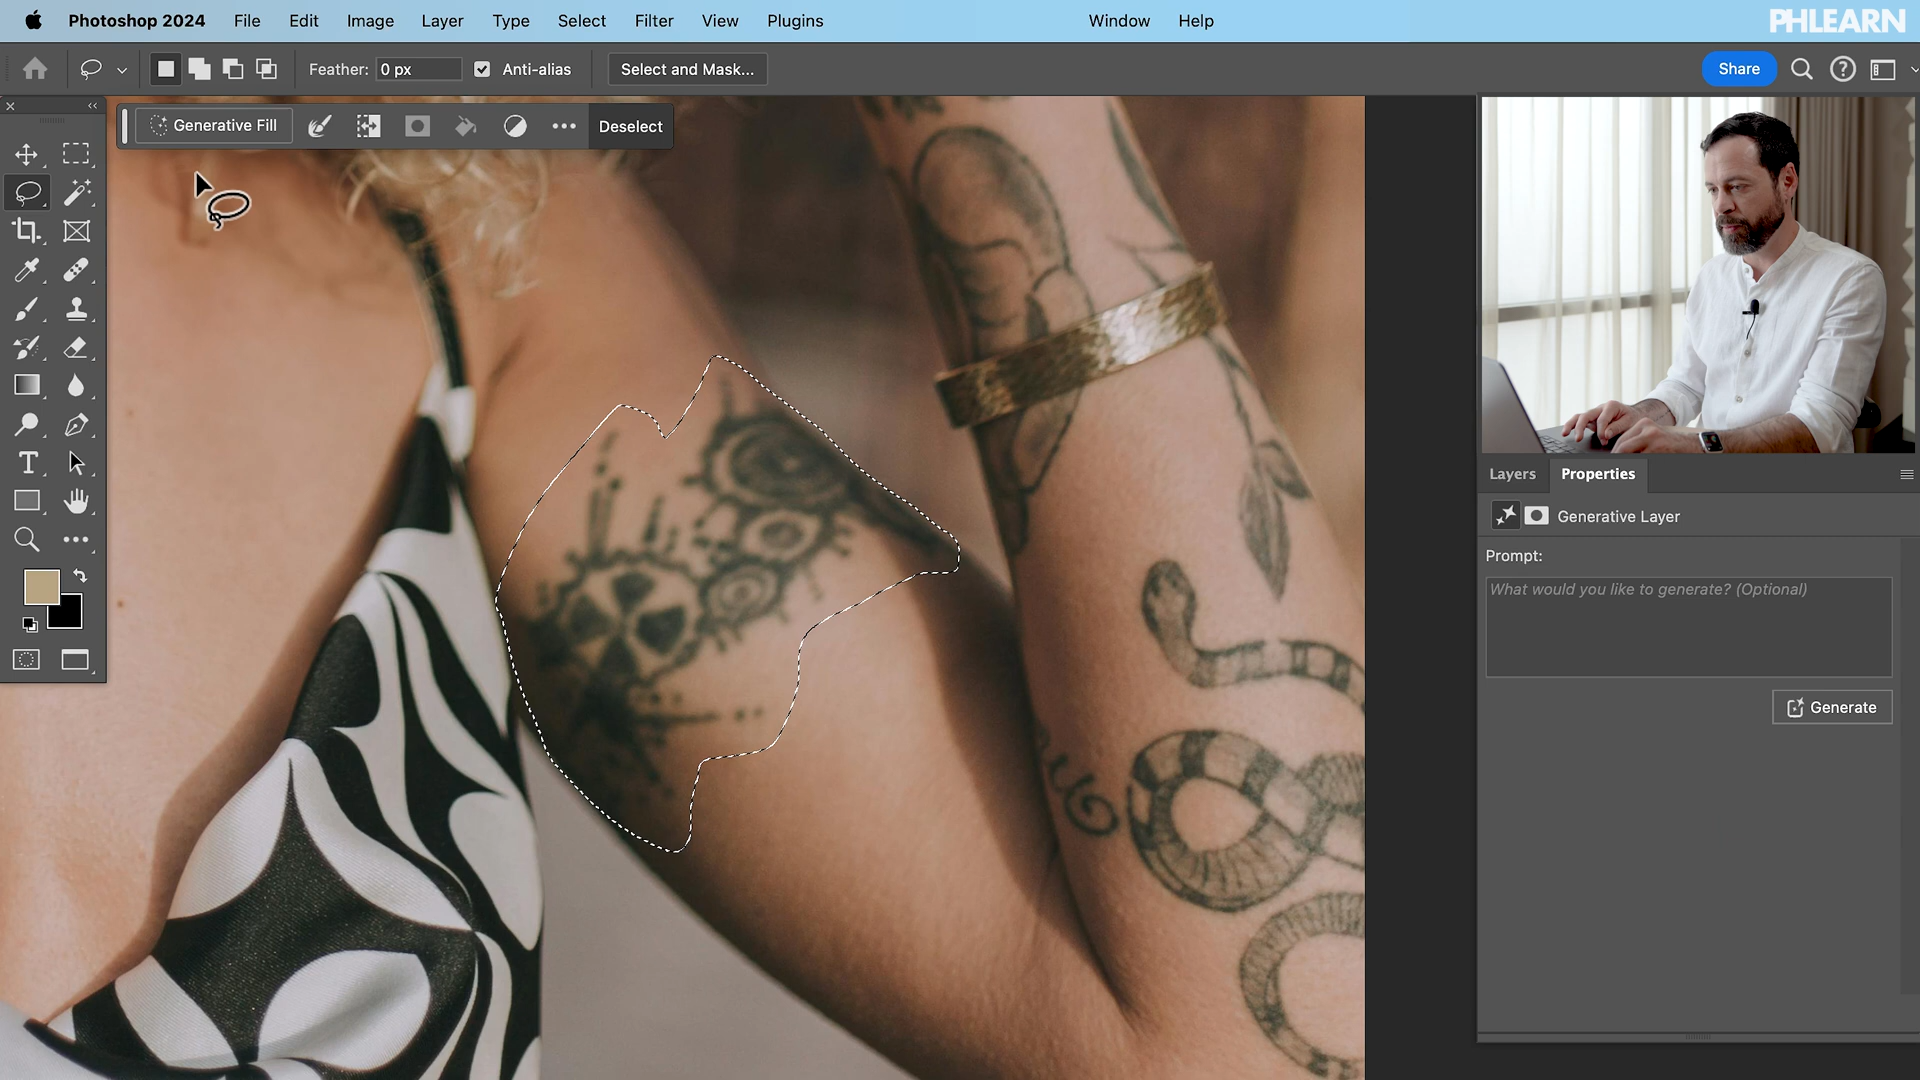 Photoshop 2024 File Edit Image Layer Type Select Filter View Plugins Window Help
PHLEARN
Feather: 0 px Anti-alias Select and Mask... Share
Generative Fill Deselect
Layers Properties
Generative Layer
Prompt:
What would you like to generate? (Optional)
Generate